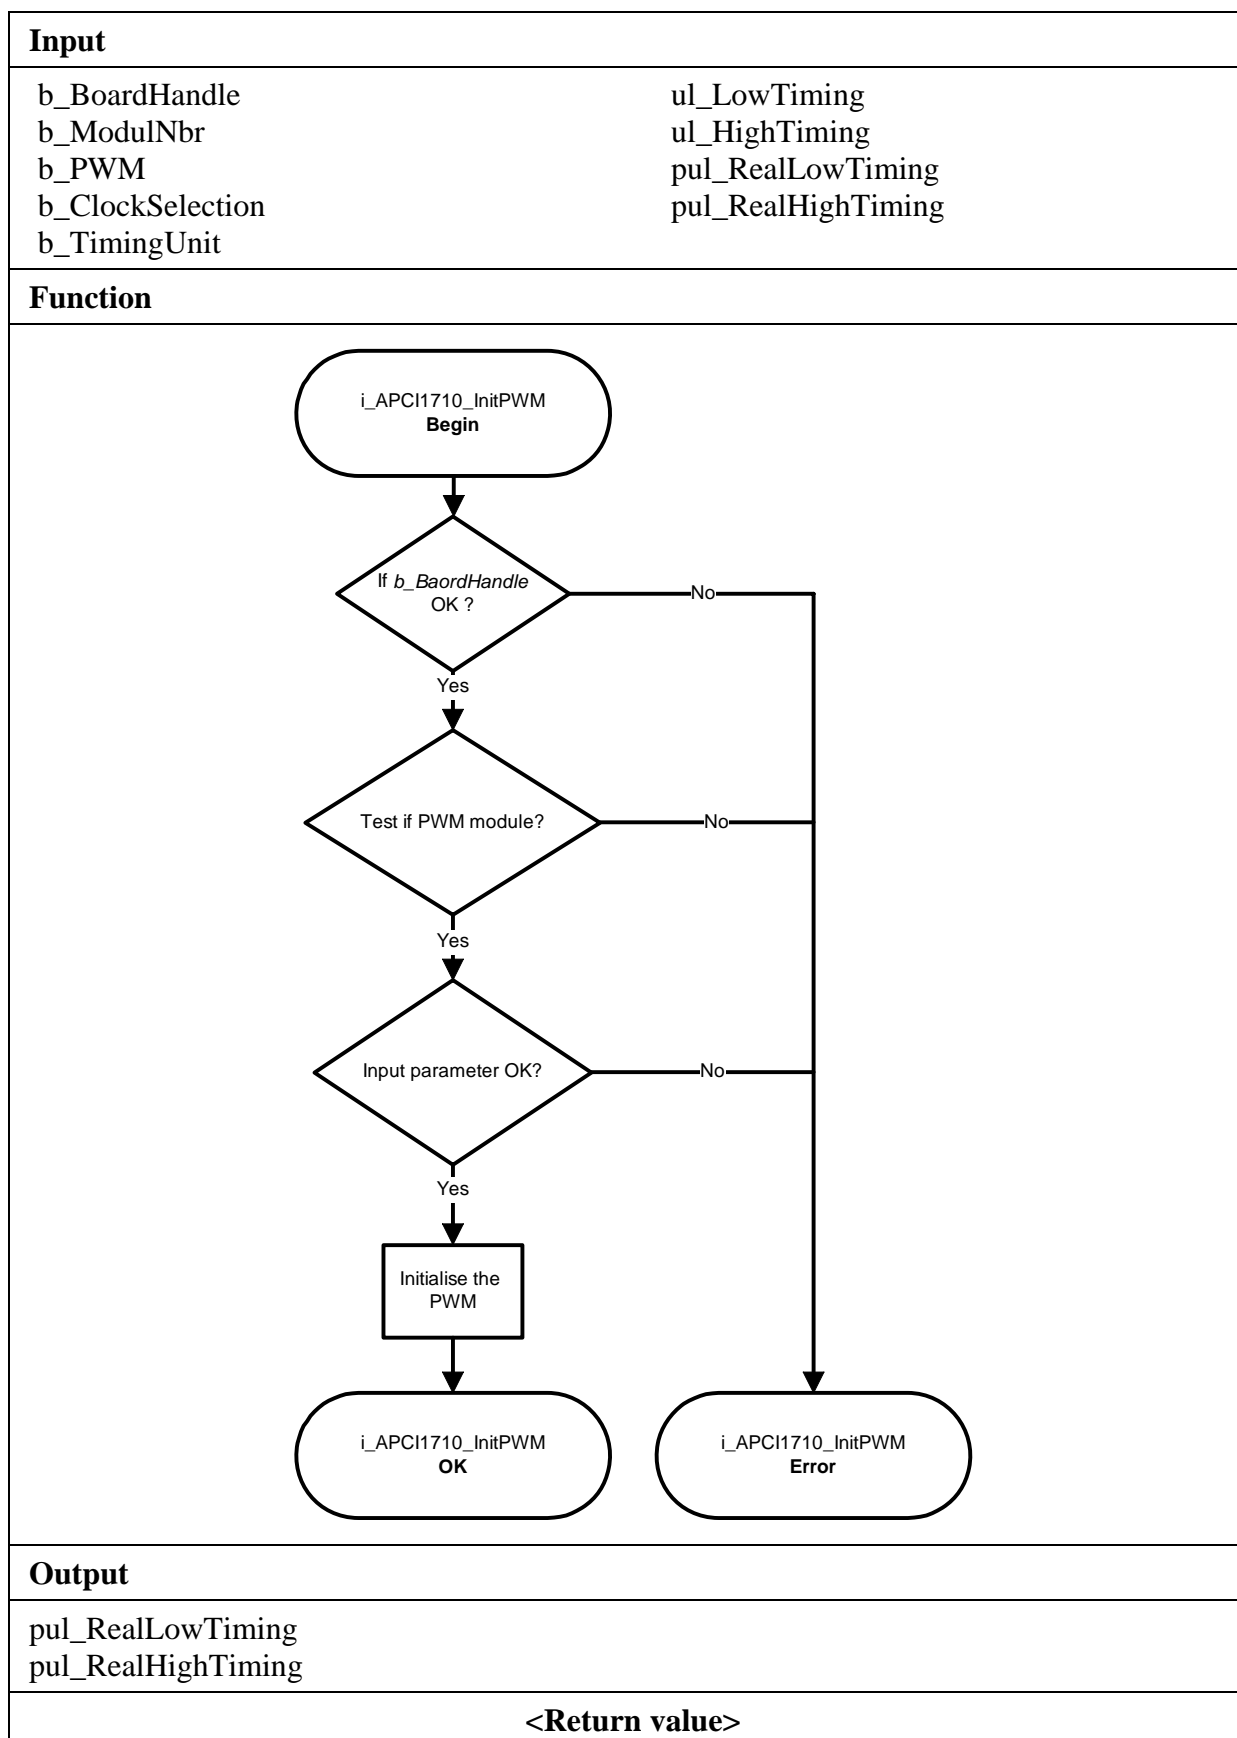 Input
b_BoardHandle
b_ModulNbr
b_PWM
b_ClockSelection
b_TimingUnit
ul_LowTiming
ul_HighTiming
pul_RealLowTiming
pul_RealHighTiming
Function
i_APCI1710_InitPWM
Begin
If b_BaordHandle
OK ?
No
Yes
Test if PWM module?
No
Yes
Input parameter OK?
No
Yes
Initialise the
PWM
i_APCI1710_InitPWM
OK
i_APCI1710_InitPWM
Error
Output
pul_RealLowTiming
pul_RealHighTiming
<Return value>